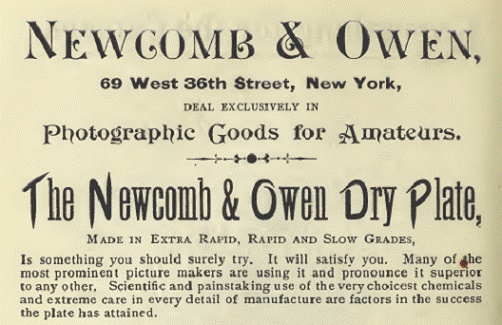 NEWCOMB & OWEN,
69 West 36th Street, New York,
DEAL EXCLUSIVELY IN
Photographic Goods for Amateurs.
The Newcomb & Owen Dry Plate,
MADE IN EXTRA RAPID, RAPID AND SLOW GRADES,
Is something you should surely try. It will satisfy you. Many of the
most prominent picture makers are using it and pronounce it superior
to any other. Scientific and painstaking use of the very choicest chemicals
and extreme care in every detail of manufacture are factors in the success
the plate has attained.